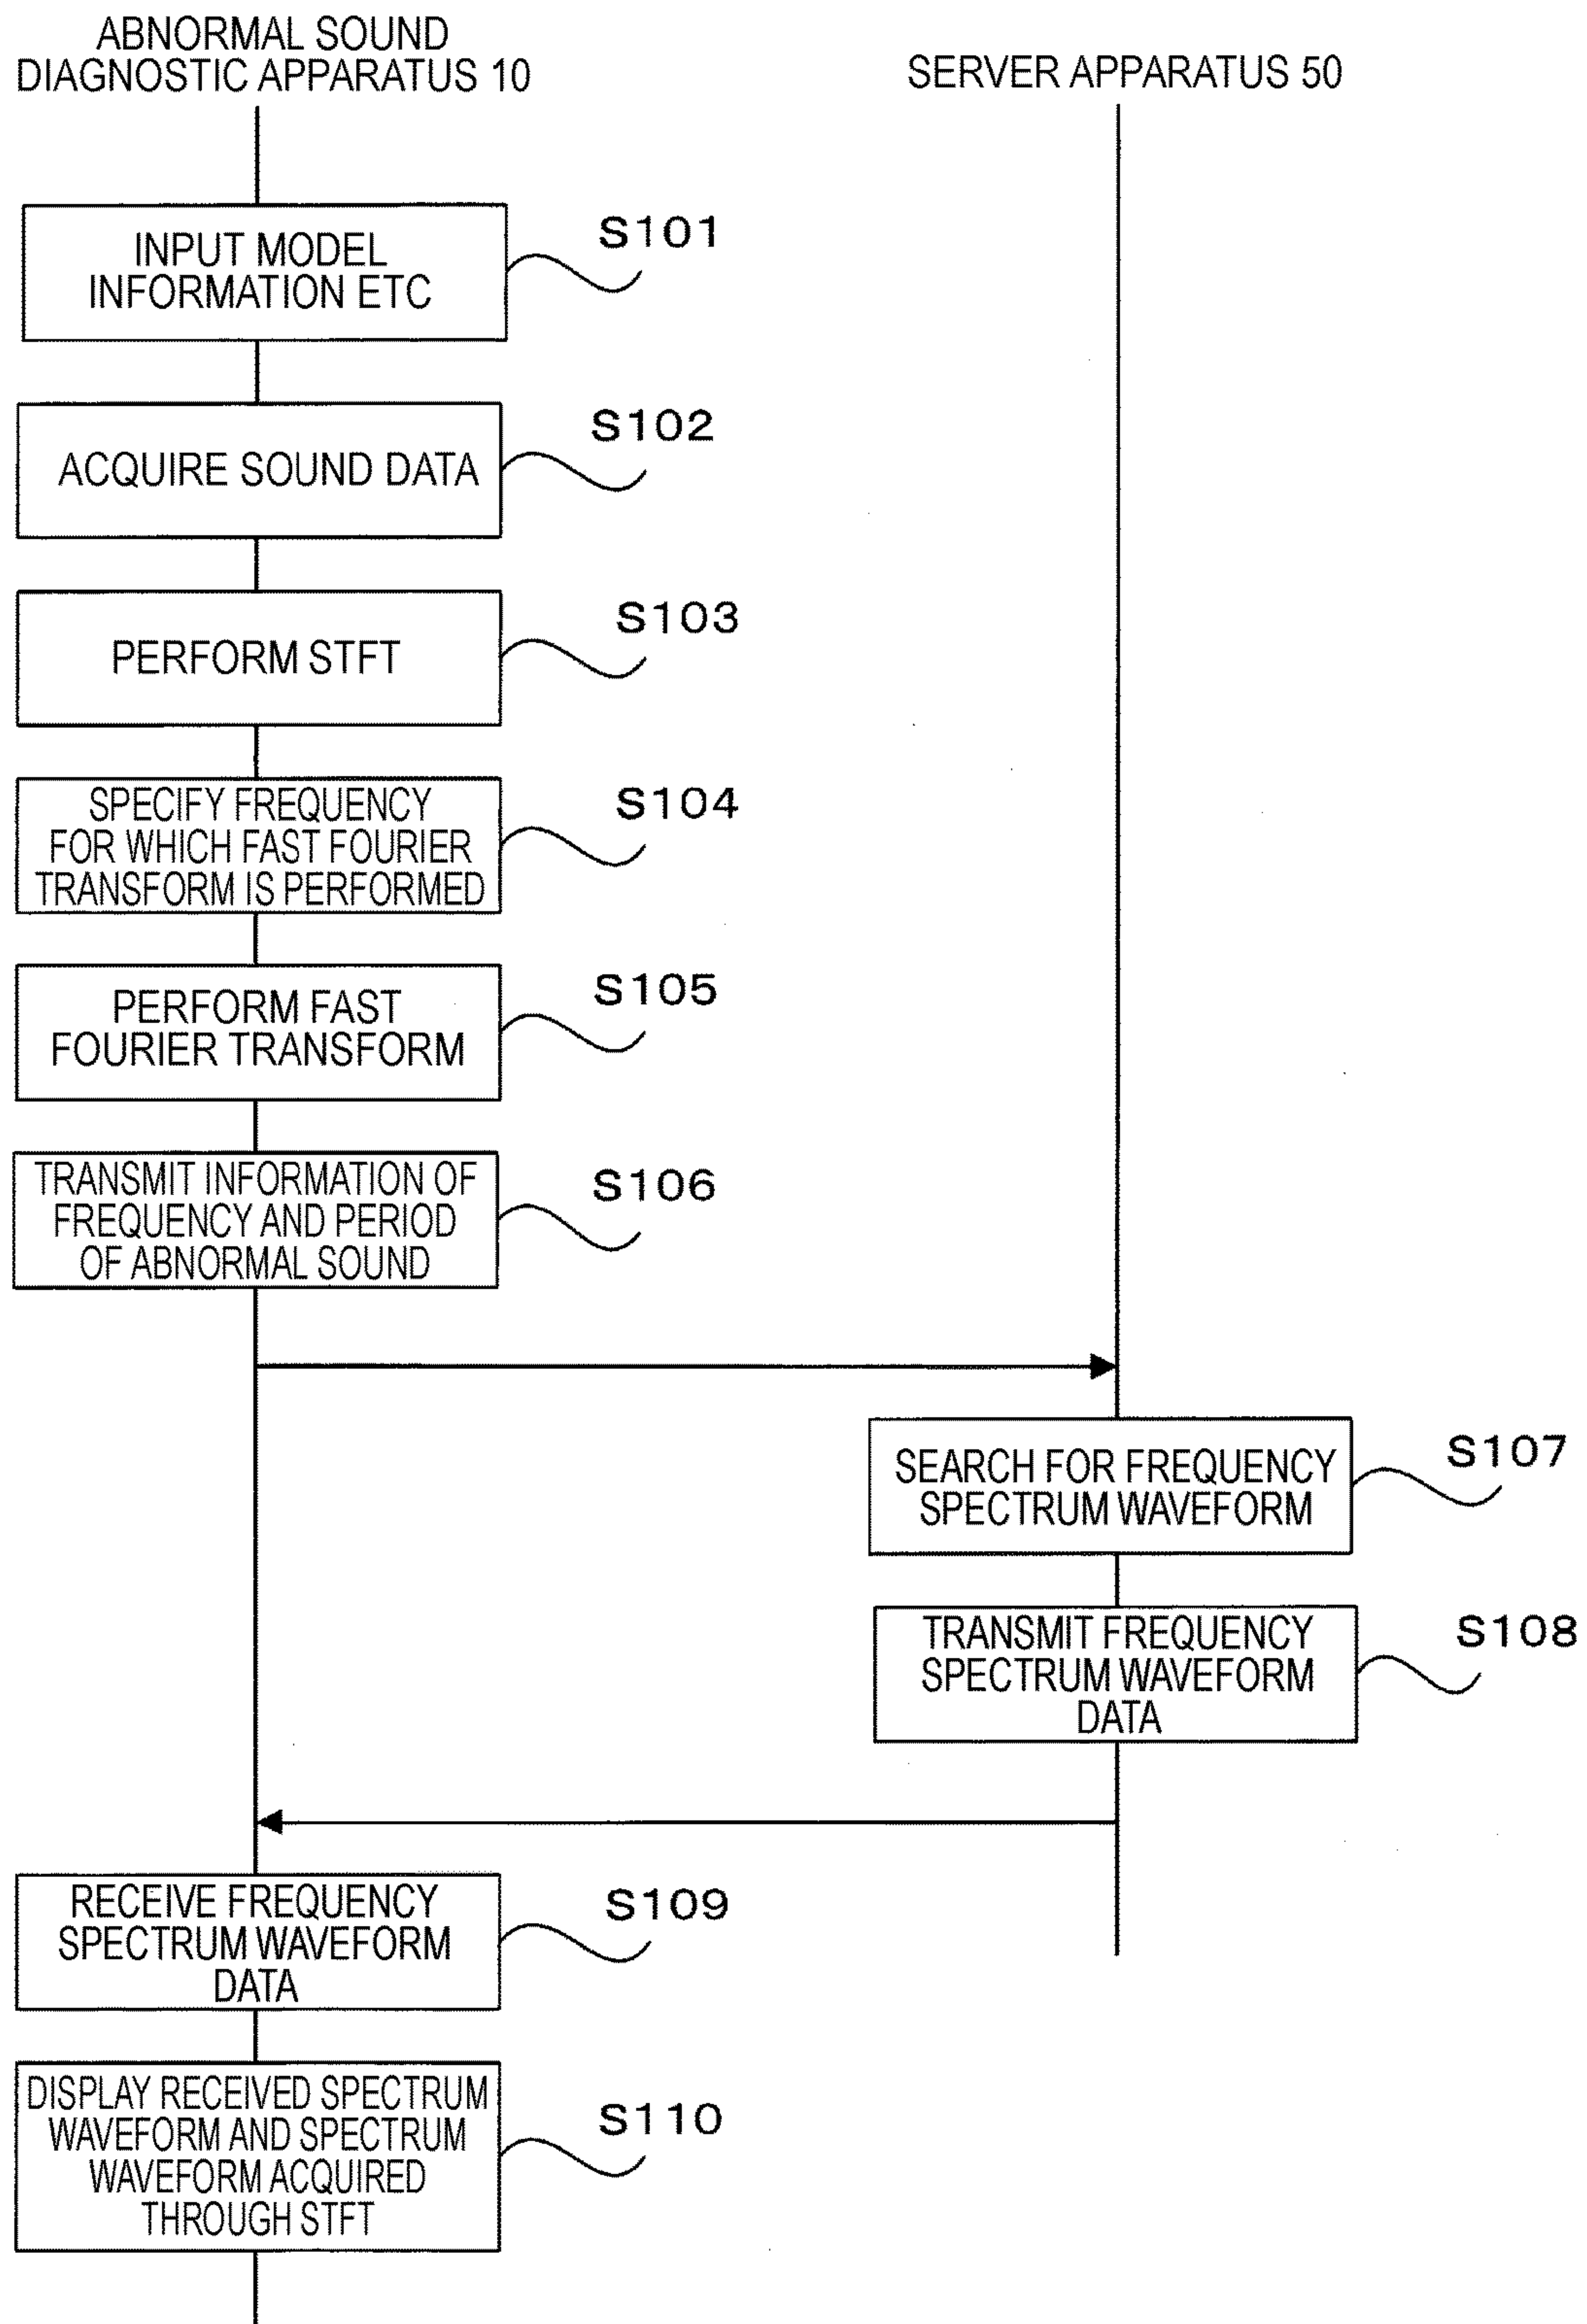 ABNORMAL SOUND
DIAGNOSTIC APPARATUS 10
SERVER APPARATUS 50
INPUT MODEL
INFORMATION ETC
S101
ACQUIRE SOUND DATA
S102
PERFORM STFT
S103
SPECIFY FREQUENCY
FOR WHICH FAST FOURIER
TRANSFORM IS PERFORMED
S104
PERFORM FAST
FOURIER TRANSFORM
S105
TRANSMIT INFORMATION OF
FREQUENCY AND PERIOD
OF ABNORMAL SOUND
S106
SEARCH FOR FREQUENCY
SPECTRUM WAVEFORM
S107
TRANSMIT FREQUENCY
SPECTRUM WAVEFORM
DATA
S108
RECEIVE FREQUENCY
SPECTRUM WAVEFORM
DATA
S109
DISPLAY RECEIVED SPECTRUM
WAVEFORM AND SPECTRUM
WAVEFORM ACQUIRED
THROUGH STFT
S110